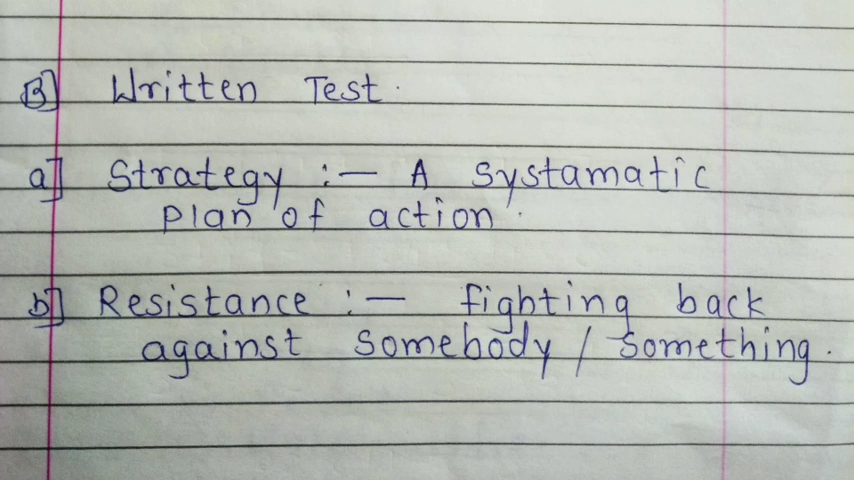 B] Written Test.
a] Strategy :- A systamatic
plan of action.
b] Resistance :- fighting back
against somebody / something.